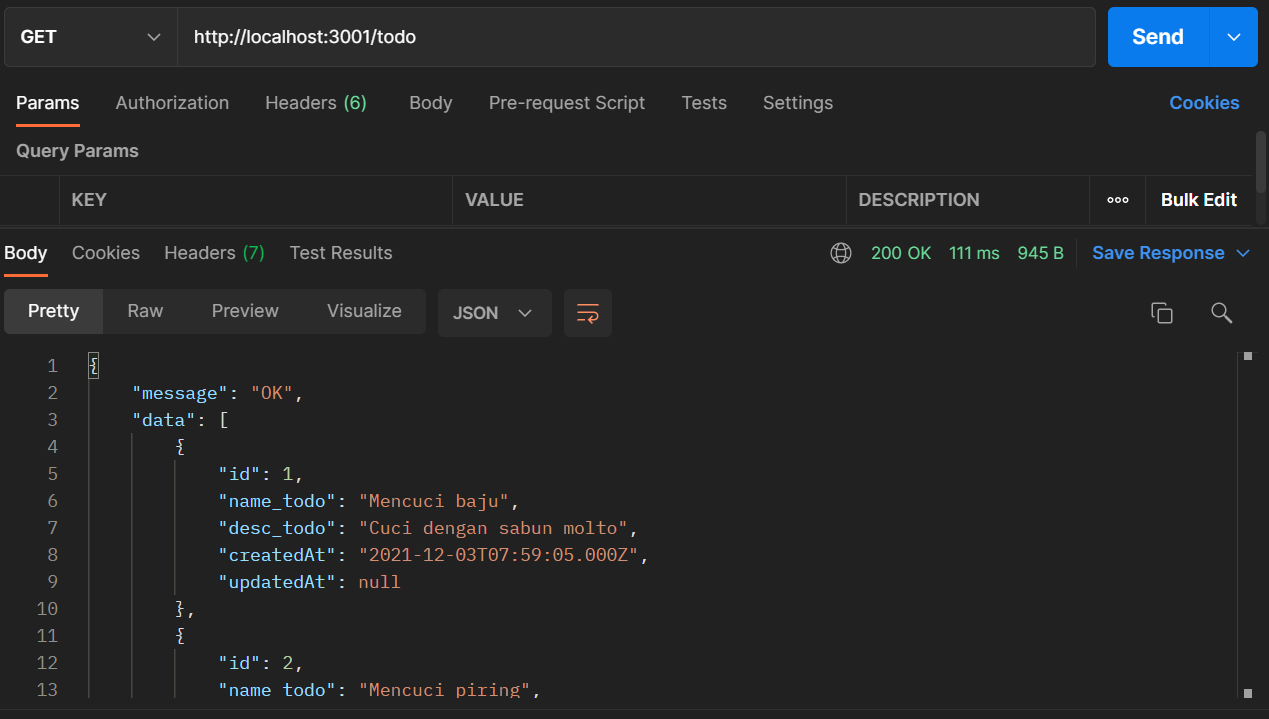 GET http://localhost:3001/todo Send
Params Authorization Headers (6) Body Pre-request Script Tests Settings Cookies
Query Params
KEY VALUE DESCRIPTION ooo Bulk Edit
Body Cookies Headers (7) Test Results 200 OK 111 ms 945 B Save Response
Pretty Raw Preview Visualize JSON
1 {
2 "message": "OK",
3 "data": [
4 {
5 "id": 1,
6 "name_todo": "Mencuci baju",
7 "desc_todo": "Cuci dengan sabun molto",
8 "createdAt": "2021-12-03T07:59:05.000Z",
9 "updatedAt": null
10 },
11 {
12 "id": 2,
13 "name_todo": "Mencuci piring",